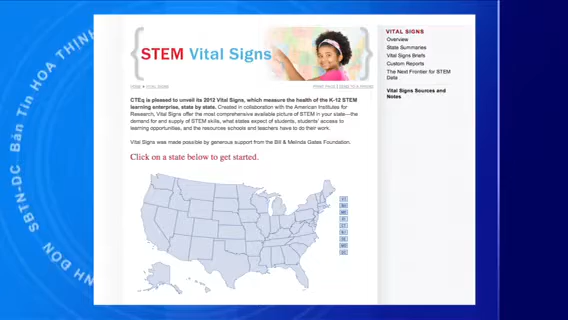 STEM Vital Signs
HOME » VITAL SIGNS
CTEq is pleased to unveil its 2012 Vital Signs, which measure the health of the K-12 STEM
learning enterprise, state by state. Created in collaboration with the American Institutes for
Research, Vital Signs offer the most comprehensive available picture of STEM in your state—the
demand for and supply of STEM skills, what states expect of students, students' access to
learning opportunities, and the resources schools and teachers have to do their work.
Vital Signs was made possible by generous support from the Bill & Melinda Gates Foundation.
Click on a state below to get started.
VITAL SIGNS
Overview
State Summaries
Vital Signs Briefs
Custom Reports
The Next Frontier for STEM
Data
Vital Signs Sources and
Notes
SBTN-DC Bản Tin HOA THỊNH